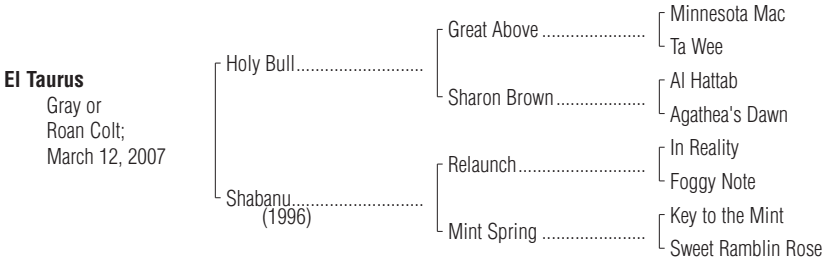 El Taurus
Gray or
Roan Colt;
March 12, 2007
Holy Bull...........................
Shabanu............................
(1996)
Great Above ......................
Sharon Brown...................
Relaunch...........................
Mint Spring ......................
Minnesota Mac
Ta Wee
Al Hattab
Agathea's Dawn
In Reality
Foggy Note
Key to the Mint
Sweet Ramblin Rose